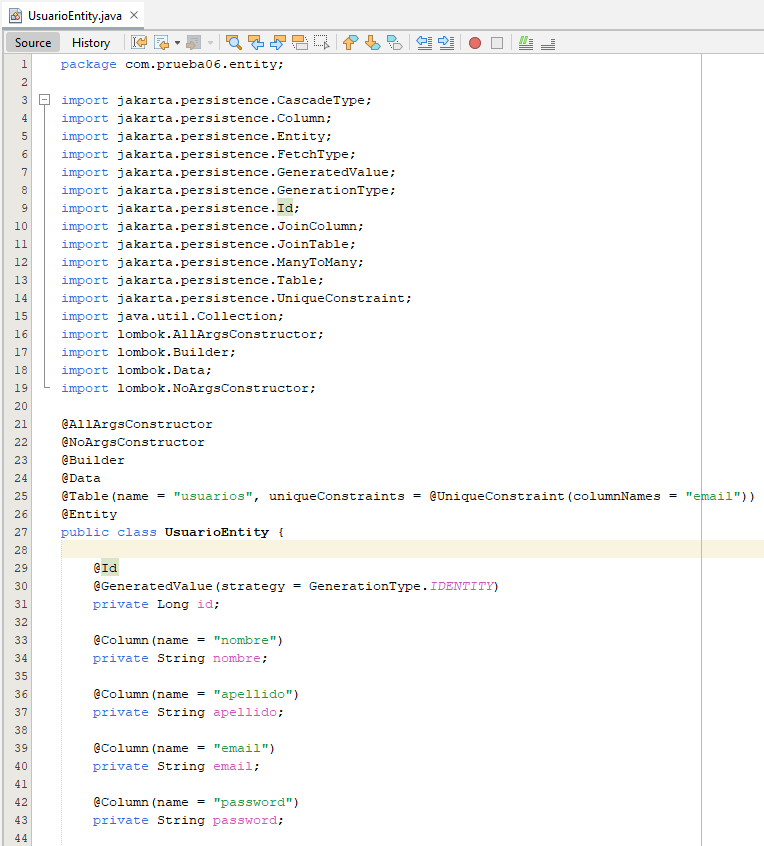 UsuarioEntity.java ×
Source History
1 package com.prueba06.entity;
2
3 import jakarta.persistence.CascadeType;
4 import jakarta.persistence.Column;
5 import jakarta.persistence.Entity;
6 import jakarta.persistence.FetchType;
7 import jakarta.persistence.GeneratedValue;
8 import jakarta.persistence.GenerationType;
9 import jakarta.persistence.Id;
10 import jakarta.persistence.JoinColumn;
11 import jakarta.persistence.JoinTable;
12 import jakarta.persistence.ManyToMany;
13 import jakarta.persistence.Table;
14 import jakarta.persistence.UniqueConstraint;
15 import java.util.Collection;
16 import lombok.AllArgsConstructor;
17 import lombok.Builder;
18 import lombok.Data;
19 import lombok.NoArgsConstructor;
20
21 @AllArgsConstructor
22 @NoArgsConstructor
23 @Builder
24 @Data
25 @Table(name = "usuarios", uniqueConstraints = @UniqueConstraint(columnNames = "email"))
26 @Entity
27 public class UsuarioEntity {
28
29     @Id
30     @GeneratedValue(strategy = GenerationType.IDENTITY)
31     private Long id;
32
33     @Column(name = "nombre")
34     private String nombre;
35
36     @Column(name = "apellido")
37     private String apellido;
38
39     @Column(name = "email")
40     private String email;
41
42     @Column(name = "password")
43     private String password;
44